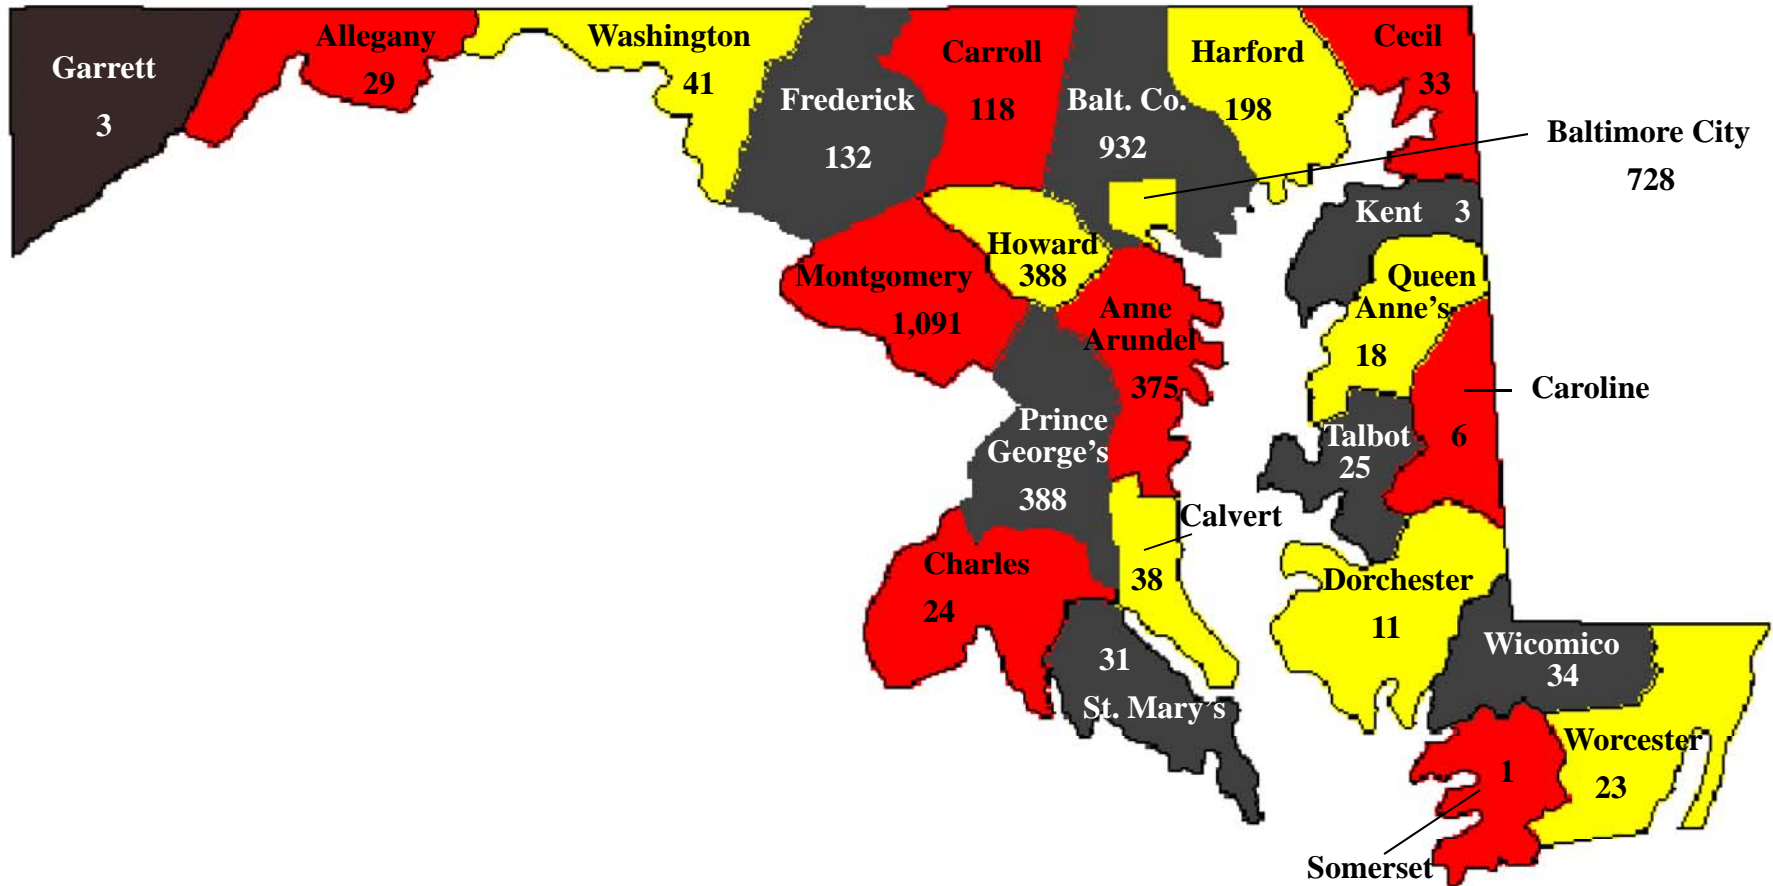 Garrett
3
Allegany
29
Washington
41
Frederick
132
Carroll
118
Balt. Co.
932
Harford
198
Cecil
33
Baltimore City
728
Kent 3
Howard
388
Montgomery
1,091
Anne
Arundel
375
Queen
Anne's
18
Caroline
6
Talbot
25
Prince
George's
388
Calvert
38
Charles
24
Dorchester
11
31
St. Mary's
Wicomico
34
Worcester
23
1
Somerset